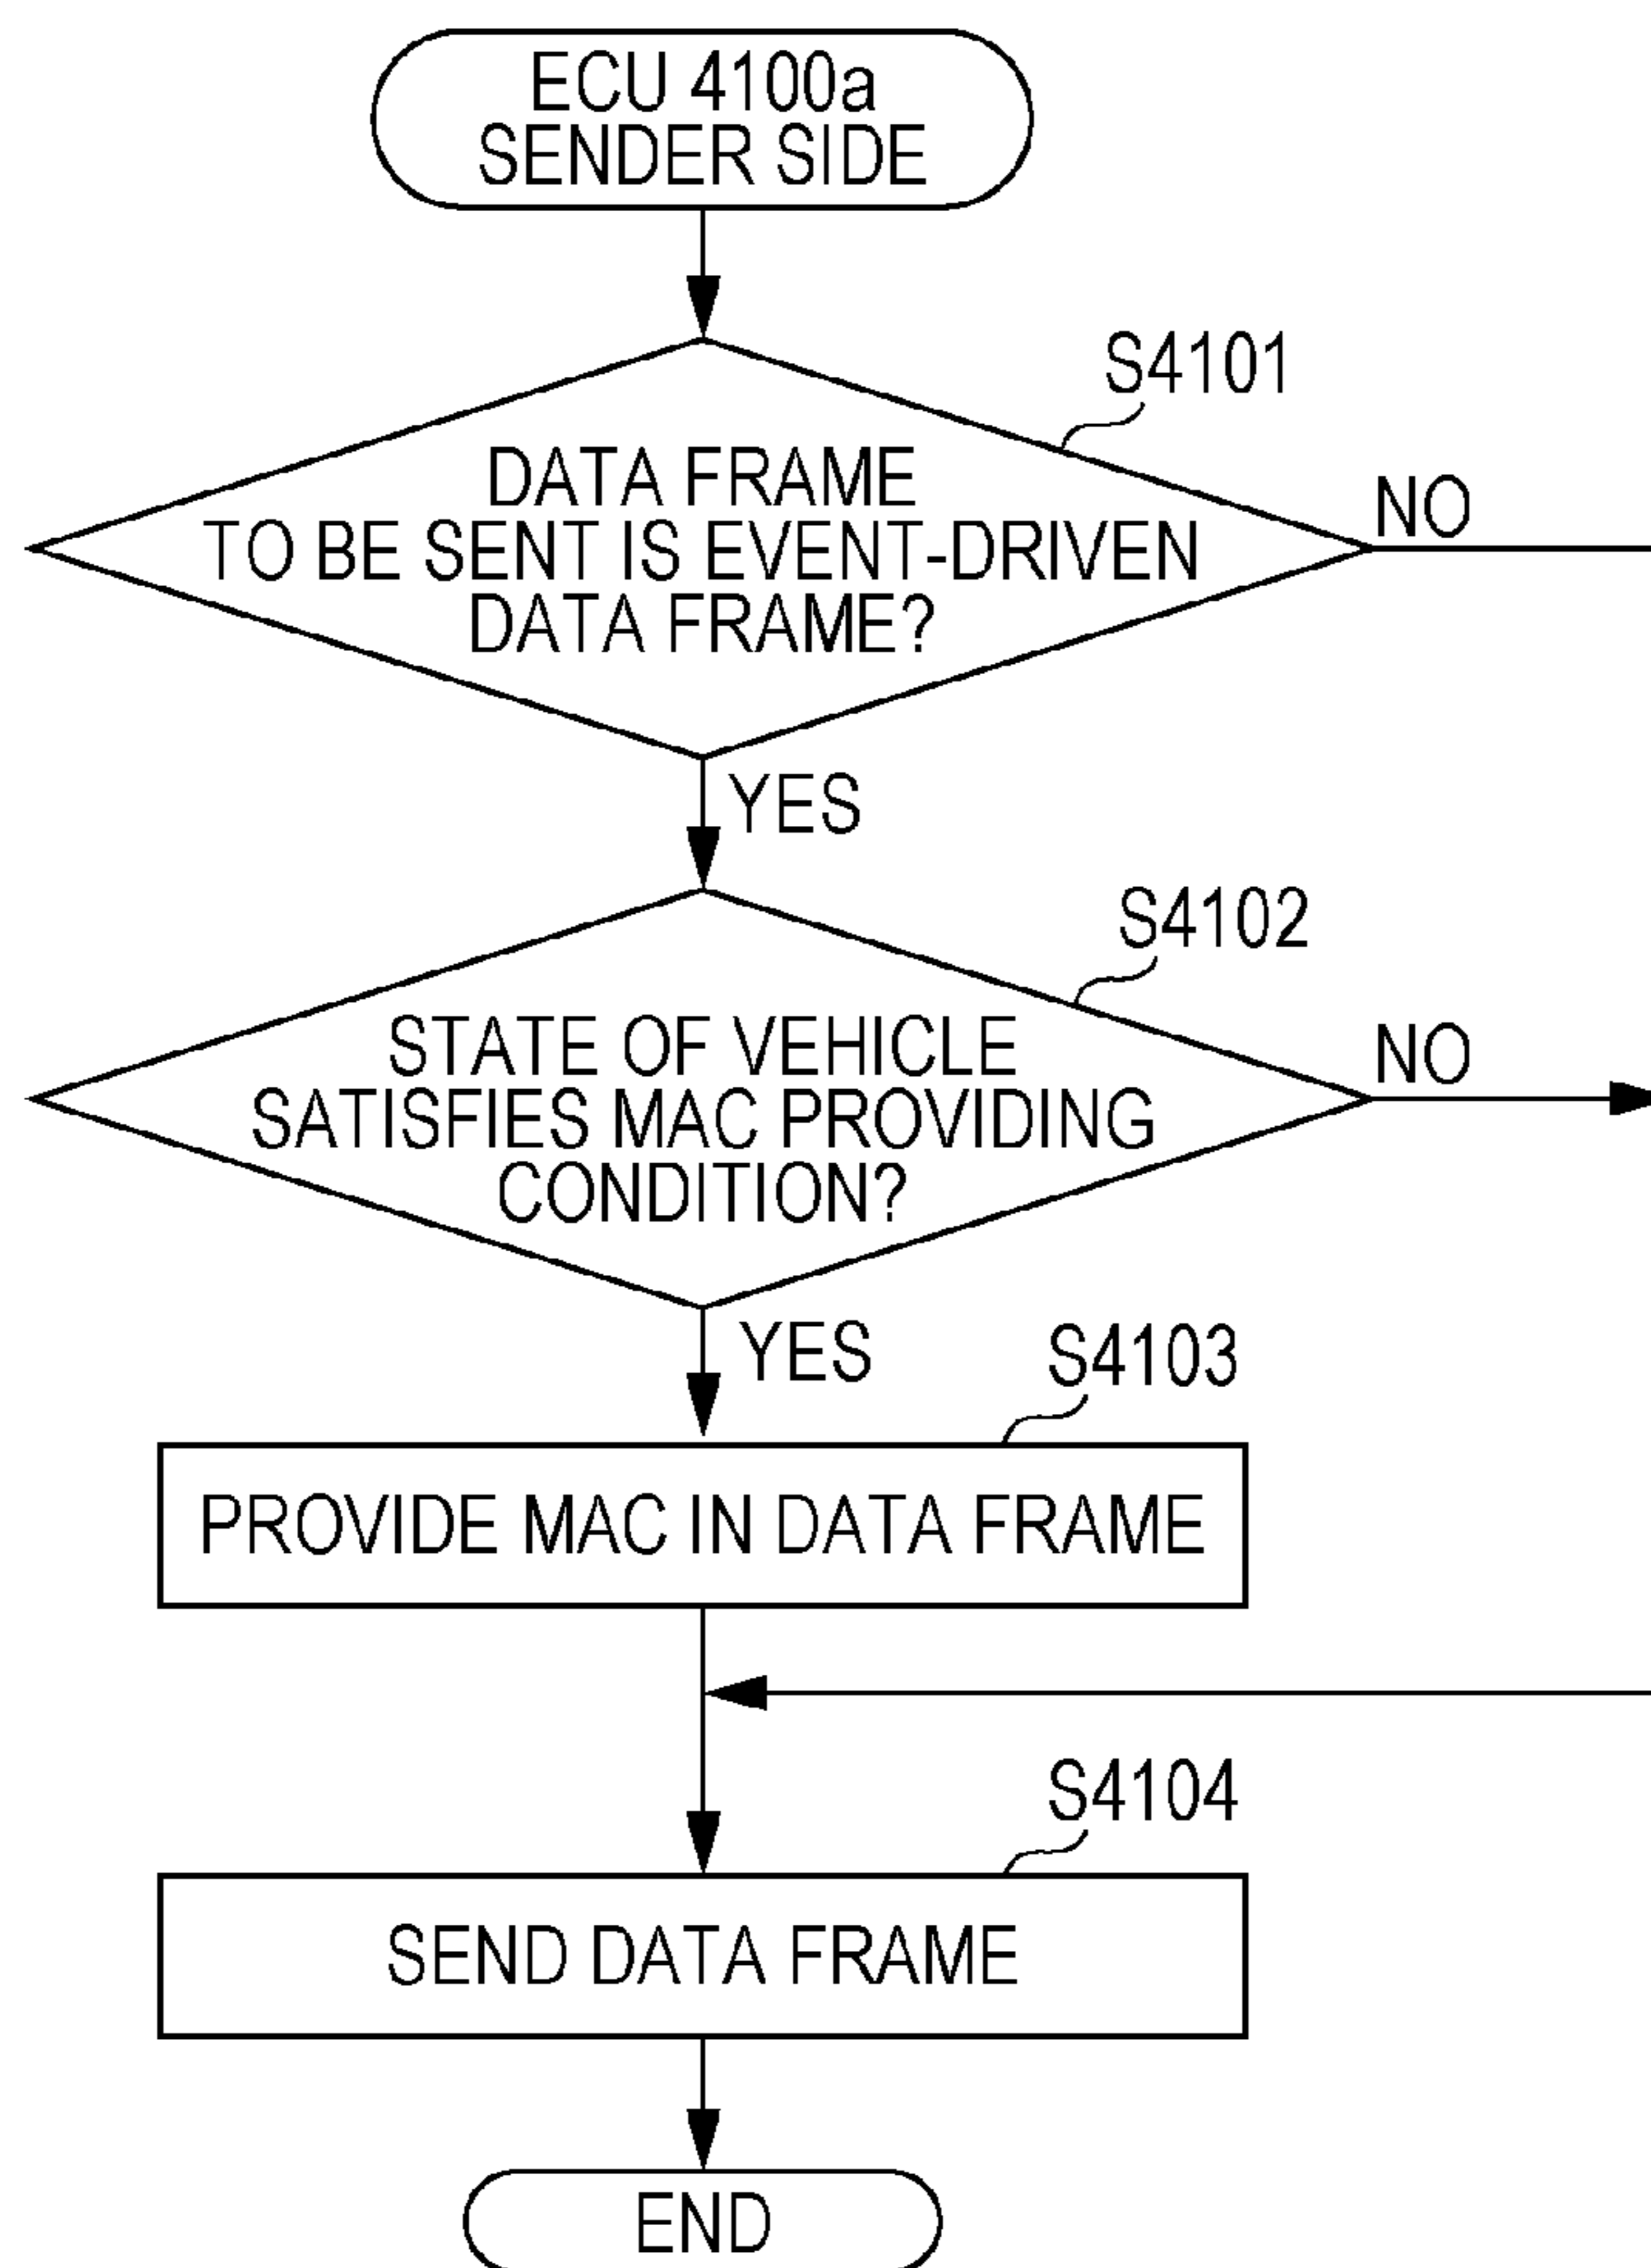 ECU 4100a
SENDER SIDE
S4101
DATA FRAME
TO BE SENT IS EVENT-DRIVEN
DATA FRAME?
NO
YES
S4102
STATE OF VEHICLE
SATISFIES MAC PROVIDING
CONDITION?
NO
YES
S4103
PROVIDE MAC IN DATA FRAME
S4104
SEND DATA FRAME
END